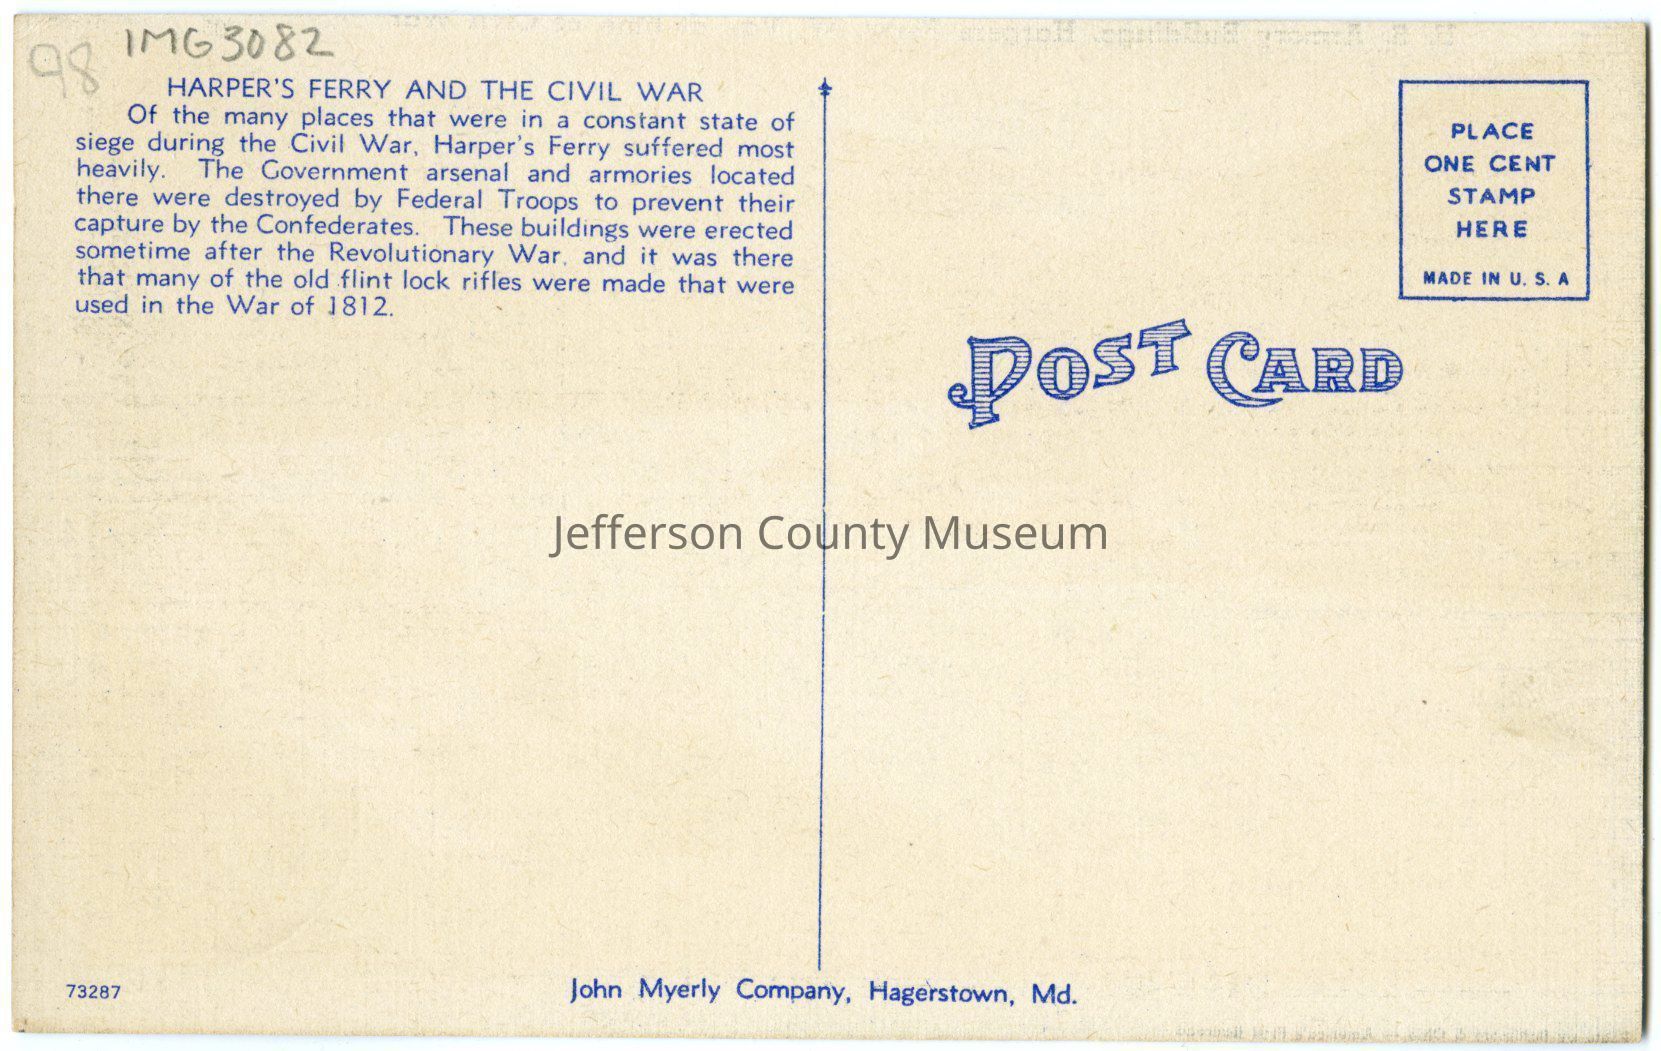 98 IMG3082
HARPER'S FERRY AND THE CIVIL WAR
Of the many places that were in a constant state of
siege during the Civil War, Harper's Ferry suffered most
heavily. The Government arsenal and armories located
there were destroyed by Federal Troops to prevent their
capture by the Confederates. These buildings were erected
sometime after the Revolutionary War, and it was there
that many of the old flint lock rifles were made that were
used in the War of 1812.
PLACE
ONE CENT
STAMP
HERE
MADE IN U. S. A
POST CARD
Jefferson County Museum
73287
John Myerly Company, Hagerstown, Md.